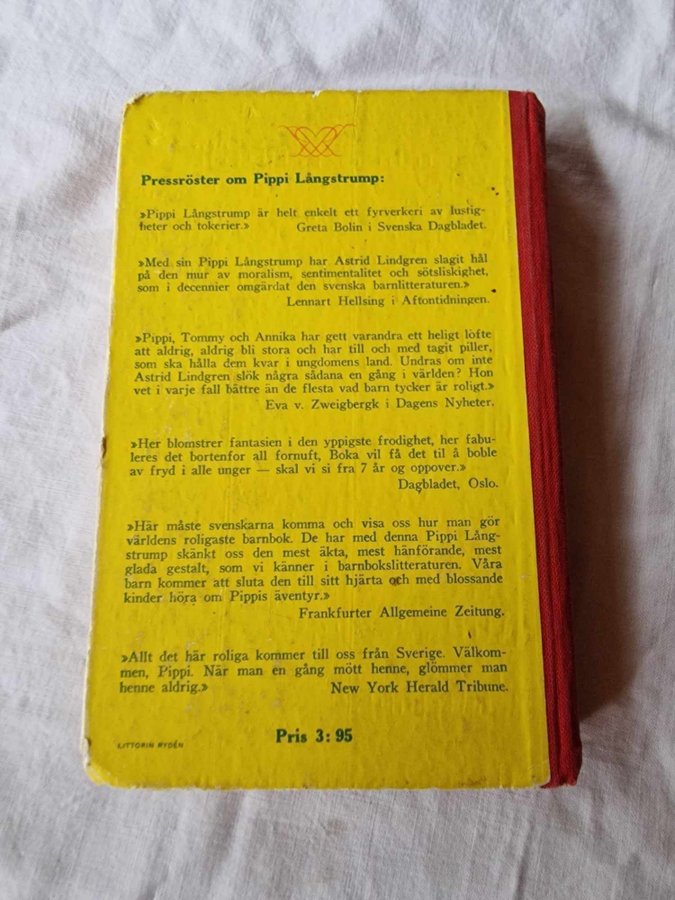 Pressröster om Pippi Långstrump:
»Pippi Långstrump är helt enkelt ett fyrverkeri av lustig-
heter och tokerier.» Greta Bolin i Svenska Dagbladet.
»Med sin Pippi Långstrump har Astrid Lindgren slagit hål
på den mur av moralism, sentimentalitet och sötsliskighet,
som i decennier omgärdat den svenska barnlitteraturen.»
Lennart Hellsing i Aftontidningen.
»Pippi, Tommy och Annika har gett varandra ett heligt löfte
att aldrig, aldrig bli stora och har till och med tagit piller,
som ska hålla dem kvar i ungdomens land. Undras om inte
Astrid Lindgren slök några sådana en gång i världen? Hon
vet i varje fall bättre än de flesta vad barn tycker är roligt.»
Eva v. Zweigbergk i Dagens Nyheter.
»Her blomstrer fantasien i den yppigste frodighet, her fabu-
leres det bortenfor all fornuft, Boka vil få det til å boble
av fryd i alle unger — skal vi si fra 7 år og oppover.»
Dagbladet, Oslo.
»Här måste svenskarna komma och visa oss hur man gör
världens roligaste barnbok. De har med denna Pippi Lång-
strump skänkt oss den mest äkta, mest hänförande, mest
glada gestalt, som vi känner i barnbokslitteraturen. Våra
barn kommer att sluta den till sitt hjärta och med blossande
kinder höra om Pippis äventyr.»
Frankfurter Allgemeine Zeitung.
»Allt det här roliga kommer till oss från Sverige. Välkom-
men, Pippi. När man en gång mött henne, glömmer man
henne aldrig.» New York Herald Tribune.
Pris 3:95
LITTORIN RYDÉN